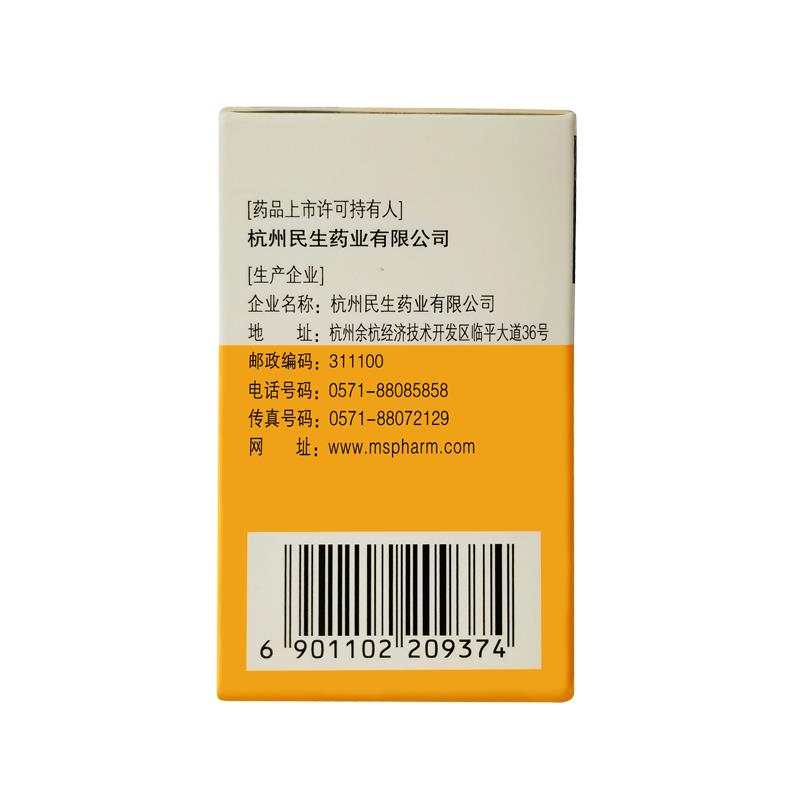 [药品上市许可持有人]
杭州民生药业有限公司
[生产企业]
企业名称：杭州民生药业有限公司
地　　址：杭州余杭经济技术开发区临平大道36号
邮政编码：311100
电话号码：0571-88085858
传真号码：0571-88072129
网　　址：www.mspharm.com
6 901102 209374